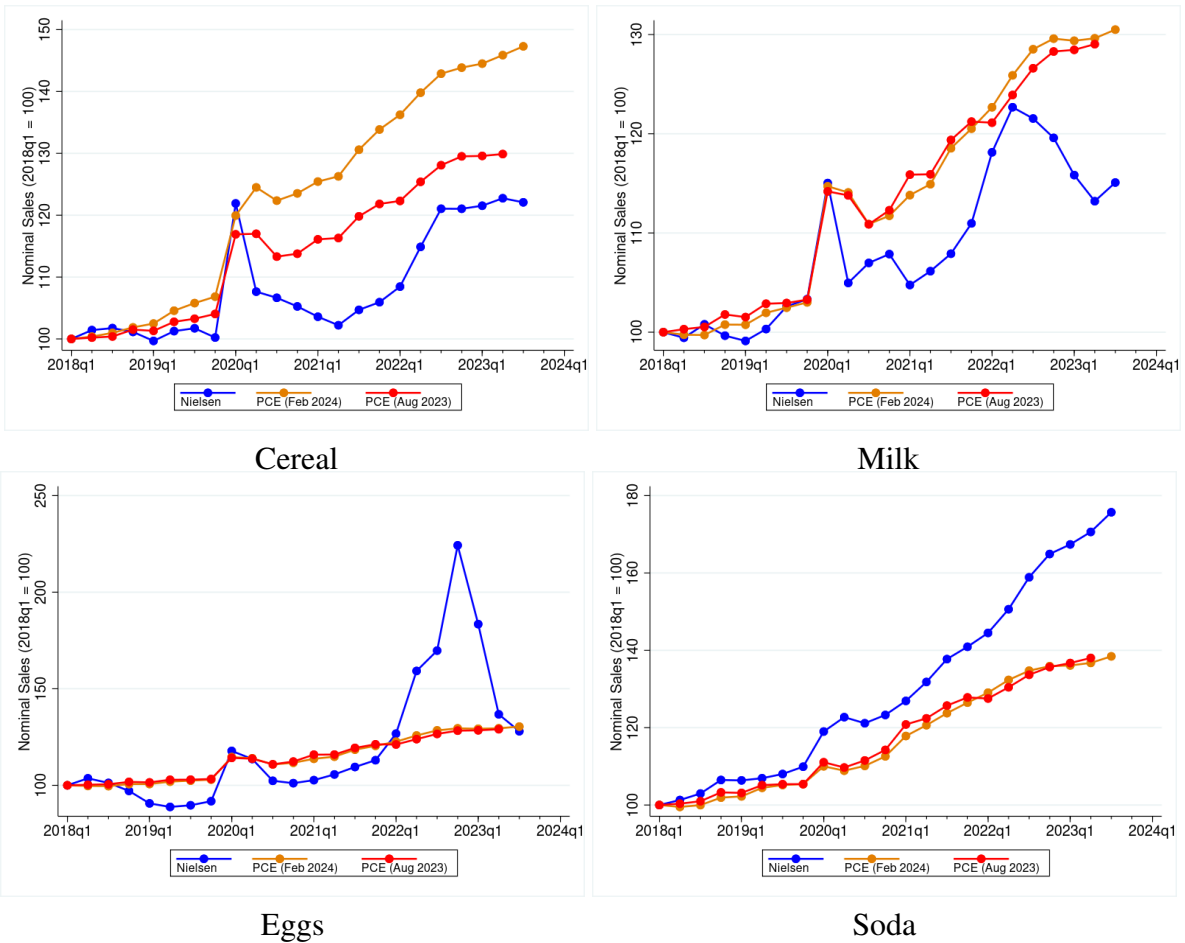 Nominal Sales (2018q1 = 100)
150
140
130
120
110
100
2018q1 2019q1 2020q1 2021q1 2022q1 2023q1 2024q1
Nielsen PCE (Feb 2024) PCE (Aug 2023)
Cereal
Nominal Sales (2018q1 = 100)
130
120
110
100
2018q1 2019q1 2020q1 2021q1 2022q1 2023q1 2024q1
Nielsen PCE (Feb 2024) PCE (Aug 2023)
Milk
Nominal Sales (2018q1 = 100)
250
200
150
100
2018q1 2019q1 2020q1 2021q1 2022q1 2023q1 2024q1
Nielsen PCE (Feb 2024) PCE (Aug 2023)
Eggs
Nominal Sales (2018q1 = 100)
180
160
140
120
100
2018q1 2019q1 2020q1 2021q1 2022q1 2023q1 2024q1
Nielsen PCE (Feb 2024) PCE (Aug 2023)
Soda